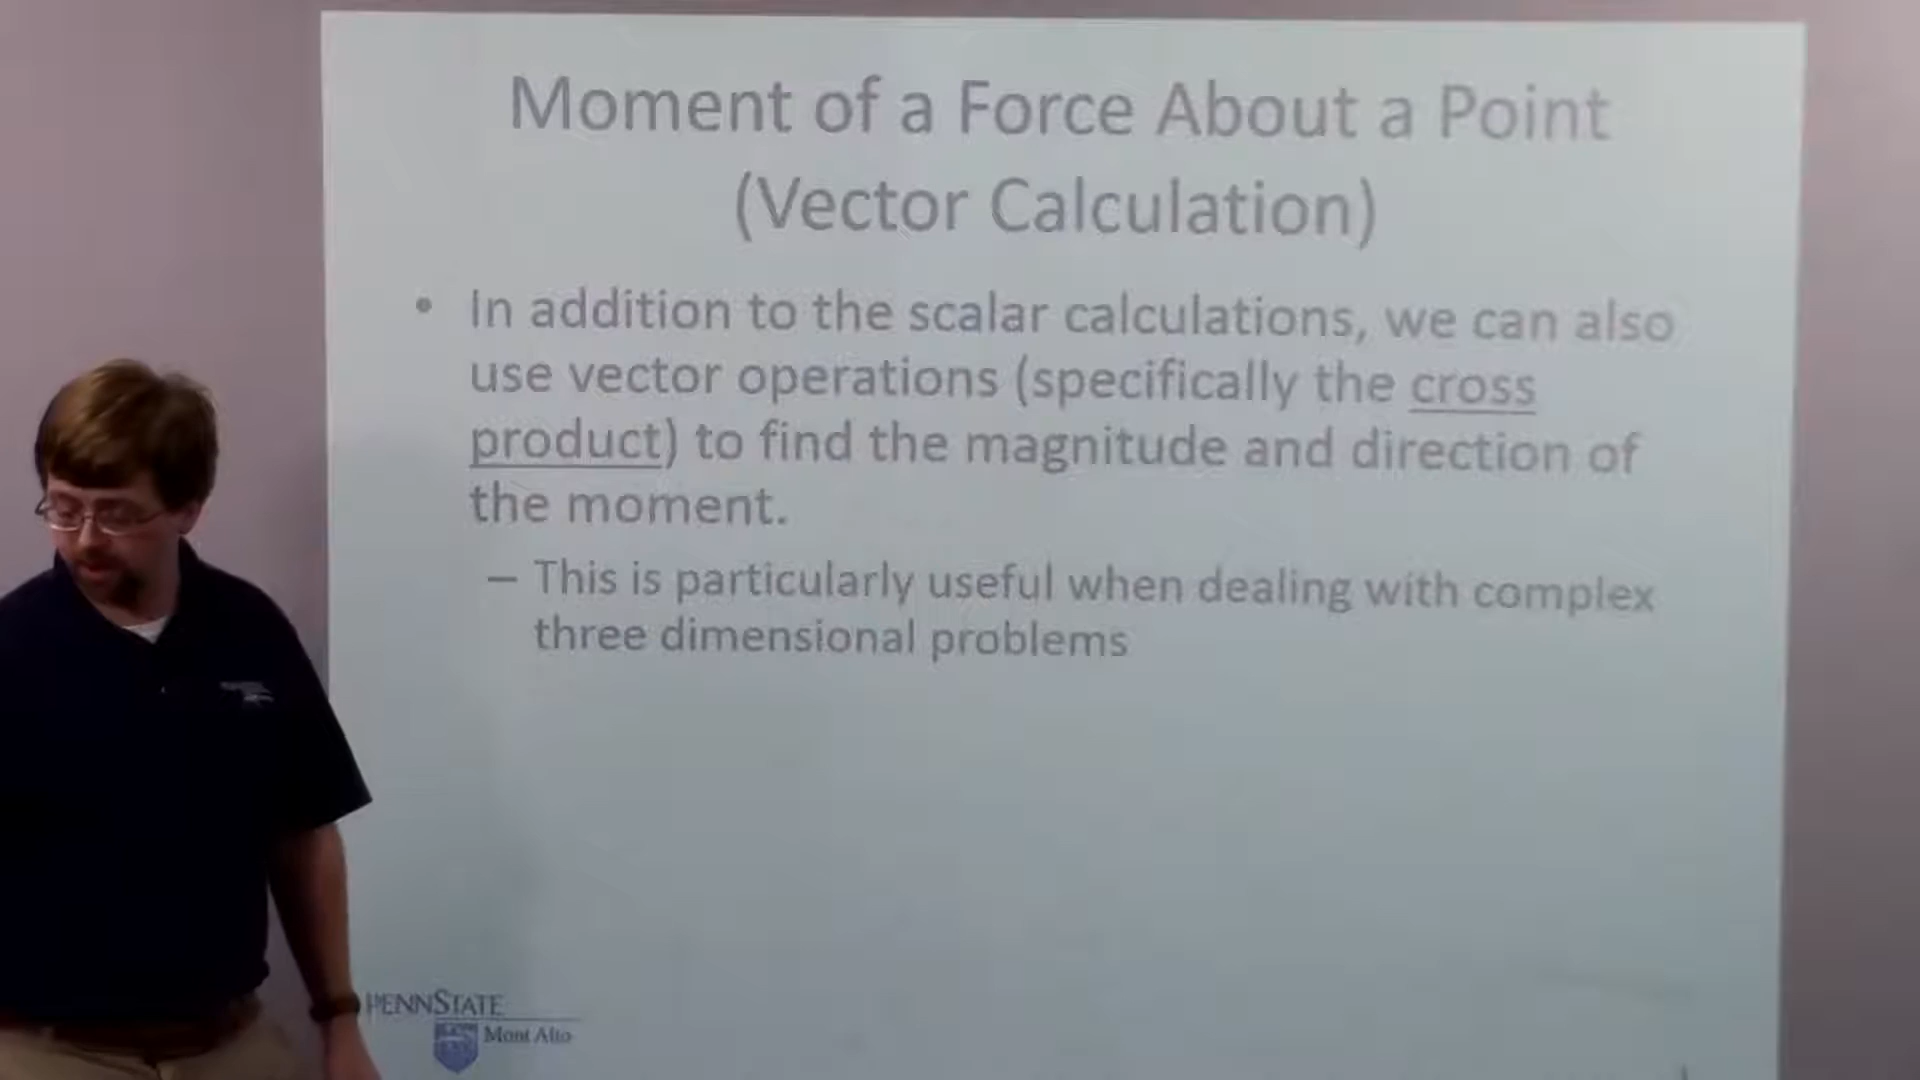 Moment of a Force About a Point
(Vector Calculation)
• In addition to the scalar calculations, we can also
use vector operations (specifically the cross
product) to find the magnitude and direction of
the moment.
– This is particularly useful when dealing with complex
three dimensional problems
PENNSTATE
Mont Alto